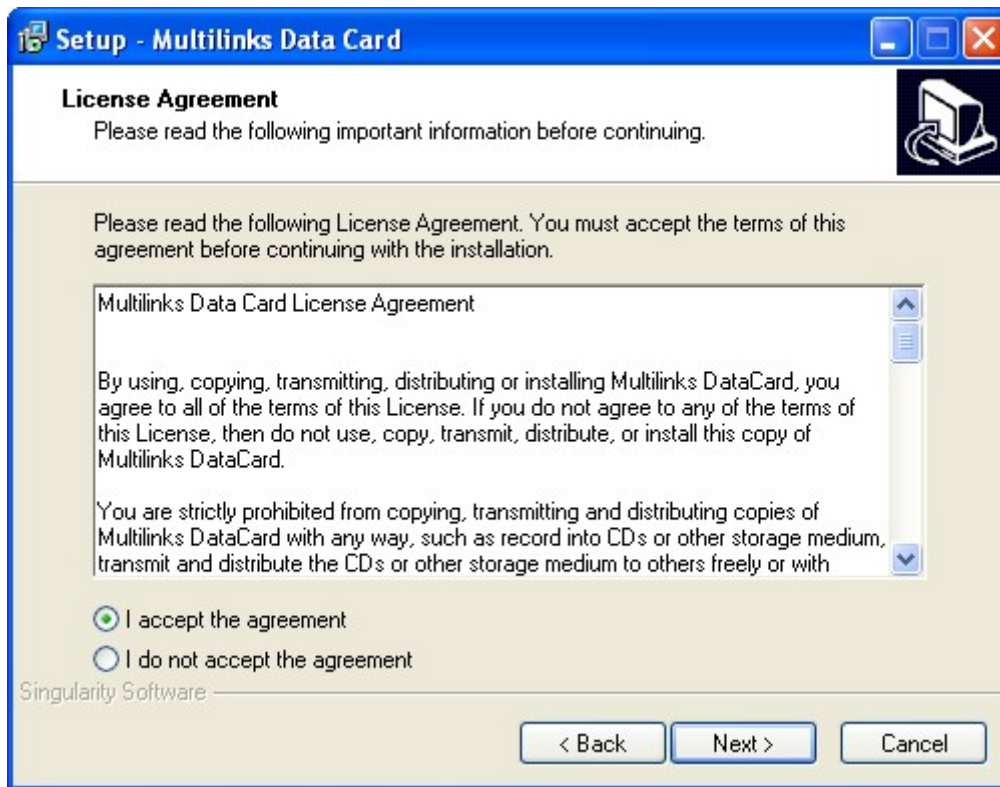 Setup - Multilinks Data Card
License Agreement
Please read the following important information before continuing.
Please read the following License Agreement. You must accept the terms of this
agreement before continuing with the installation.
Multilinks Data Card License Agreement
By using, copying, transmitting, distributing or installing Multilinks DataCard, you
agree to all of the terms of this License. If you do not agree to any of the terms of
this License, then do not use, copy, transmit, distribute, or install this copy of
Multilinks DataCard.
You are strictly prohibited from copying, transmitting and distributing copies of
Multilinks DataCard with any way, such as record into CDs or other storage medium,
transmit and distribute the CDs or other storage medium to others freely or with
I accept the agreement
I do not accept the agreement
Singularity Software
< Back
Next >
Cancel